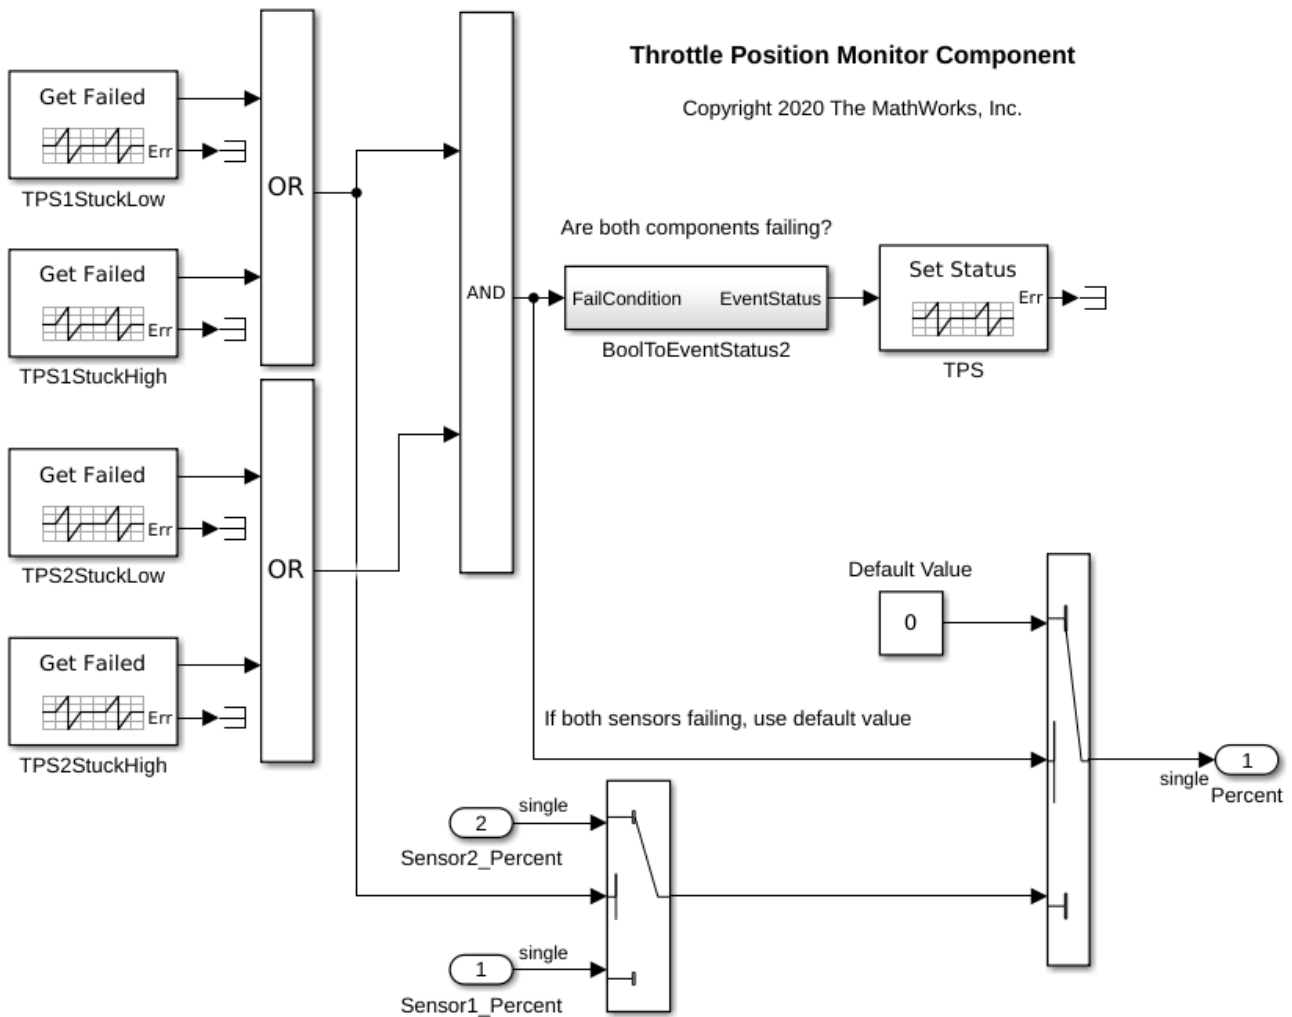 Throttle Position Monitor Component
Copyright 2020 The MathWorks, Inc.
Get Failed
Err
TPS1StuckLow
Get Failed
Err
TPS1StuckHigh
OR
Get Failed
Err
TPS2StuckLow
Get Failed
Err
TPS2StuckHigh
OR
AND
Are both components failing?
FailCondition EventStatus
BoolToEventStatus2
Set Status
Err
TPS
Default Value
0
If both sensors failing, use default value
2
single
Sensor2_Percent
1
single
Sensor1_Percent
single
1
Percent